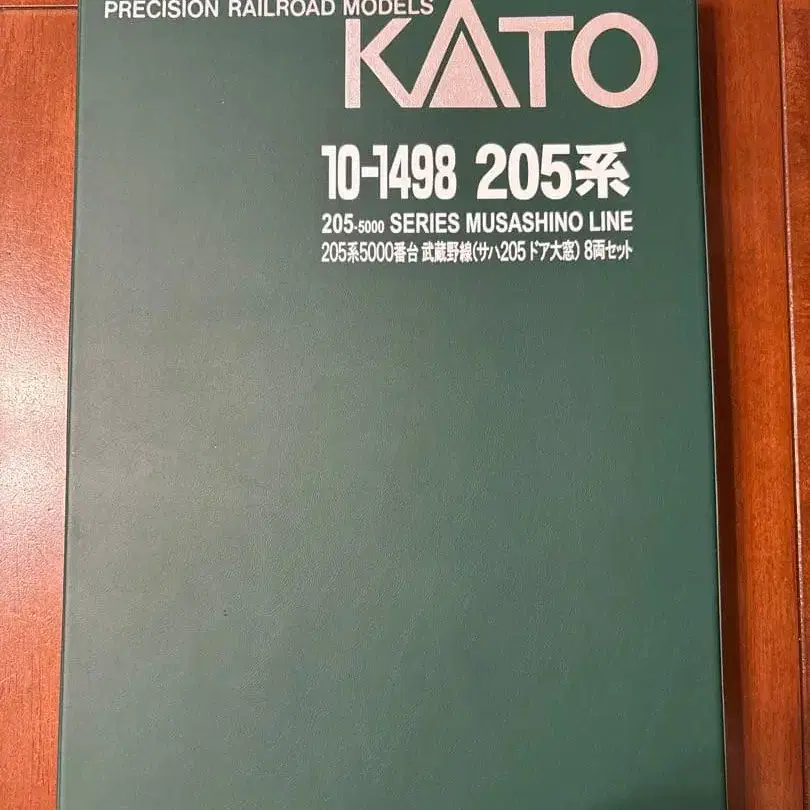 PRECISION RAILROAD MODELS
KATO
10-1498 205系
205-5000 SERIES MUSASHINO LINE
205系5000番台 武蔵野線(サハ205 ドア大窓) 8両セット